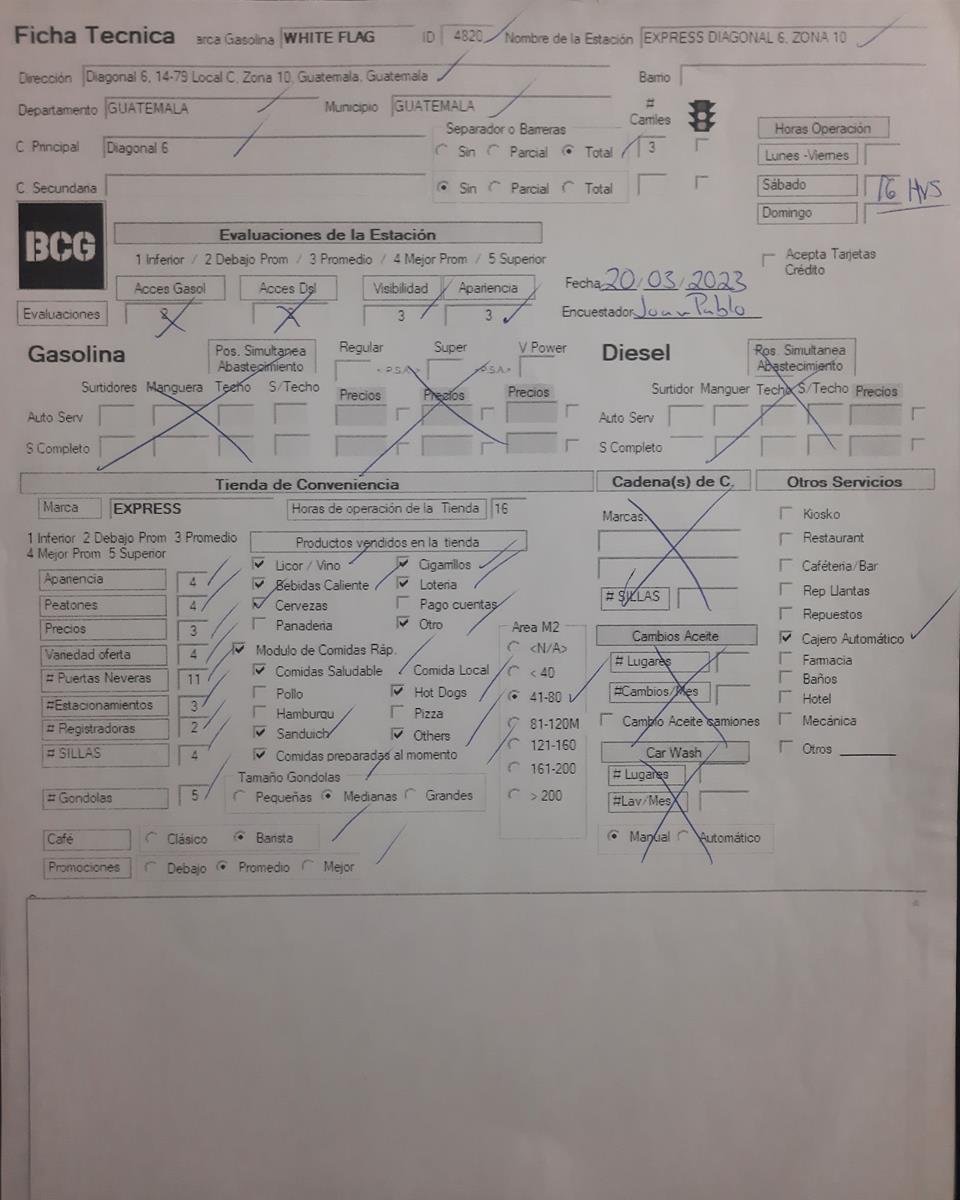 Ficha Tecnica arca Gasolina WHITE FLAG ID 4820 Nombre de la Estación EXPRESS DIAGONAL 6, ZONA 10
Dirección Diagonal 6, 14-79 Local C, Zona 10, Guatemala, Guatemala Barrio
Departamento GUATEMALA Municipio GUATEMALA # Carriles
Separador o Barreras
C Principal Diagonal 6 Sin Parcial Total 3
C Secundaria Sin Parcial Total
Horas Operación
Lunes -Viernes
Sábado 16 Hrs
Domingo
BCG
Evaluaciones de la Estación
1 Inferior / 2 Debajo Prom / 3 Promedio / 4 Mejor Prom / 5 Superior
Acepta Tarjetas
Crédito
Acces Gasol Acces Dsl Visibilidad Apariencia
Fecha 20/03/2023
Evaluaciones 3 3
Encuestador Juan Pablo
Gasolina
Pos. Simultanea
Abastecimiento
Regular Super V Power
<P.S.A> <P.S.A>
Surtidores Manguera Techo S/Techo Precios Precios Precios
Auto Serv
S Completo
Diesel
Pos. Simultanea
Abastecimiento
Surtidor Manguer Techo S/Techo Precios
Auto Serv
S Completo
Tienda de Conveniencia
Marca EXPRESS Horas de operación de la Tienda 16
1 Inferior 2 Debajo Prom 3 Promedio
4 Mejor Prom 5 Superior
Apariencia 4
Peatones 4
Precios 3
Variedad oferta 4
# Puertas Neveras 11
#Estacionamientos 3
# Registradoras 2
# SILLAS 4
# Gondolas 5
Productos vendidos en la tienda
Licor / Vino Cigarrillos
Bebidas Caliente Loteria
Cervezas Pago cuentas
Panaderia Otro
Modulo de Comidas Ráp.
Comidas Saludable Comida Local
Pollo Hot Dogs
Hamburgu Pizza
Sanduich Others
Comidas preparadas al momento
Tamaño Gondolas
Pequeñas Medianas Grandes
Area M2
<N/A>
< 40
41-80
81-120M
121-160
161-200
> 200
Café Clásico Barista
Promociones Debajo Promedio Mejor
Cadena(s) de C.
Marcas:
# SILLAS
Cambios Aceite
# Lugares
#Cambios/Mes
Cambio Aceite camiones
Car Wash
# Lugares
#Lav/Mes
Manual Automático
Otros Servicios
Kiosko
Restaurant
Caféteria/Bar
Rep Llantas
Repuestos
Cajero Automático
Farmacia
Baños
Hotel
Mecánica
Otros